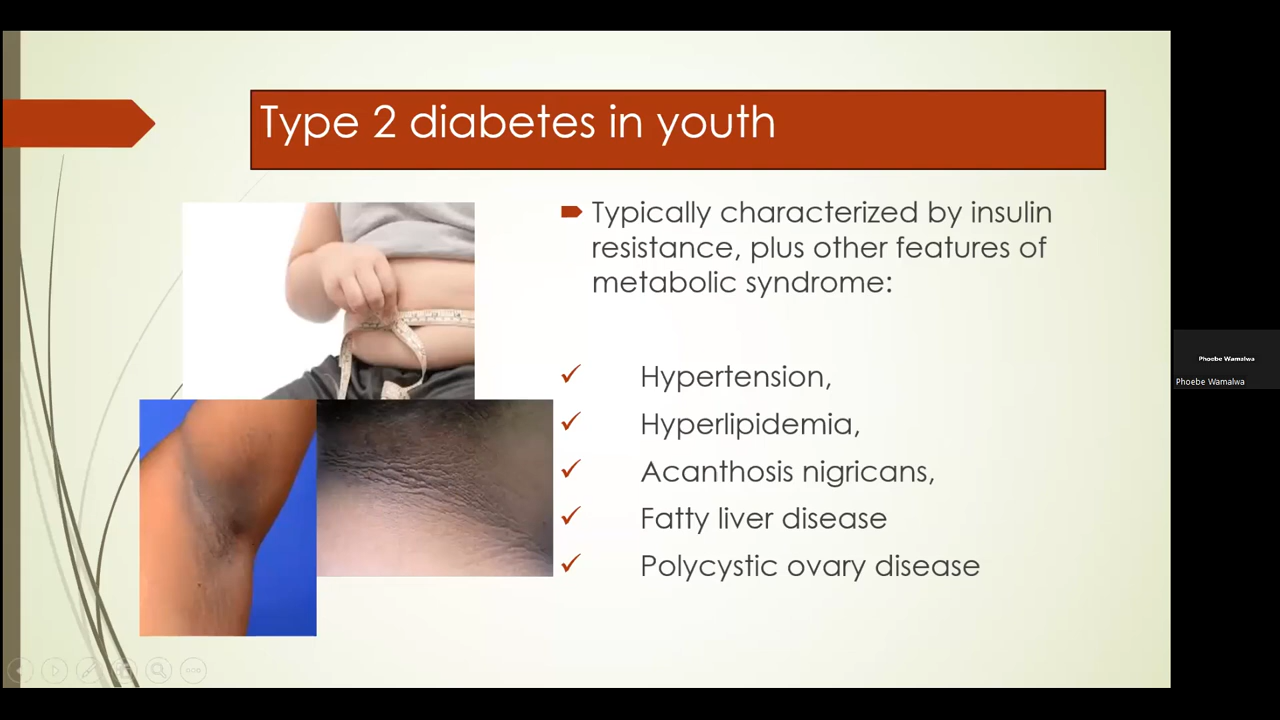 Type 2 diabetes in youth
Typically characterized by insulin
resistance, plus other features of
metabolic syndrome:
Hypertension,
Hyperlipidemia,
Acanthosis nigricans,
Fatty liver disease
Polycystic ovary disease
Phoebe Wamalwa
Phoebe Wamalwa